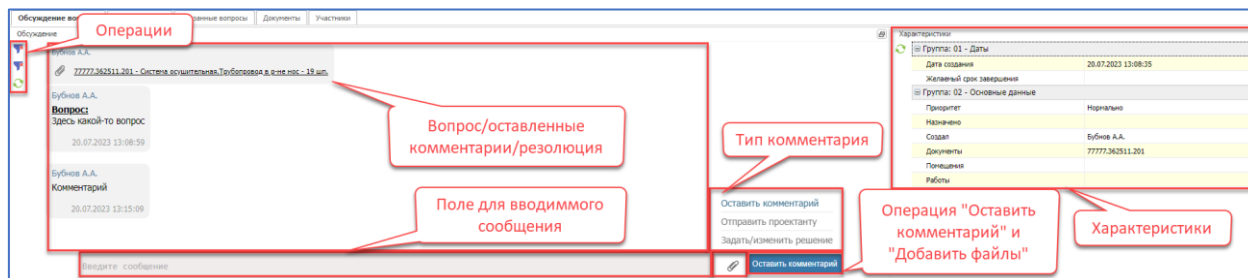 Обсуждение
ранные вопросы
Документы
Участники
Обсуждение
Операции
Бубнов А.А.
77777.362511.201 - Система осушительная.Трубопровод в р-не нос - 19 шп.
Бубнов А.А.
Вопрос:
Здесь какой-то вопрос
20.07.2023 13:08:59
Бубнов А.А.
Комментарий
20.07.2023 13:15:09
Вопрос/оставленные
комментарии/резолюция
Поле для вводиммого
сообщения
Введите сообщение
Тип комментария
Оставить комментарий
Отправить проектанту
Задать/изменить решение
Оставить комментарий
Операция "Оставить
комментарий" и
"Добавить файлы"
Характеристики
Группа: 01 - Даты
Дата создания 20.07.2023 13:08:35
Желаемый срок завершения
Группа: 02 - Основные данные
Приоритет Нормально
Назначено
Создал Бубнов А.А.
Документы 77777.362511.201
Помещения
Работы
Характеристики